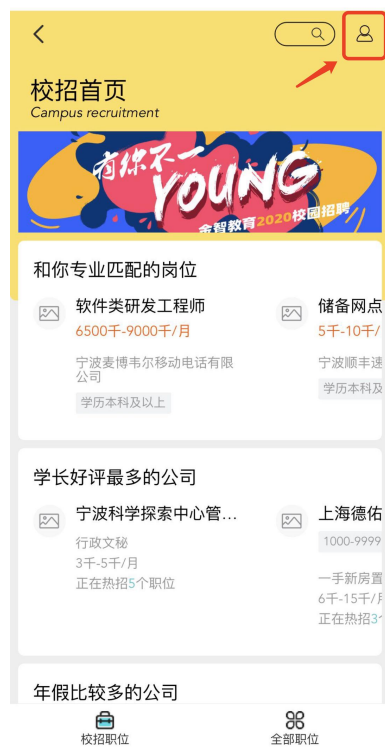 校招首页
Campus recruitment
有你不一
YOUNG
金智教育2020校园招聘
和你专业匹配的岗位
软件类研发工程师
6500千-9000千/月
宁波麦博韦尔移动电话有限
公司
学历本科及以上
储备网点
5千-10千/
宁波顺丰速
学历本科及
学长好评最多的公司
宁波科学探索中心管...
行政文秘
3千-5千/月
正在热招5个职位
上海德佑
1000-9999
一手新房置
6千-15千/月
正在热招3个
年假比较多的公司
校招职位
全部职位